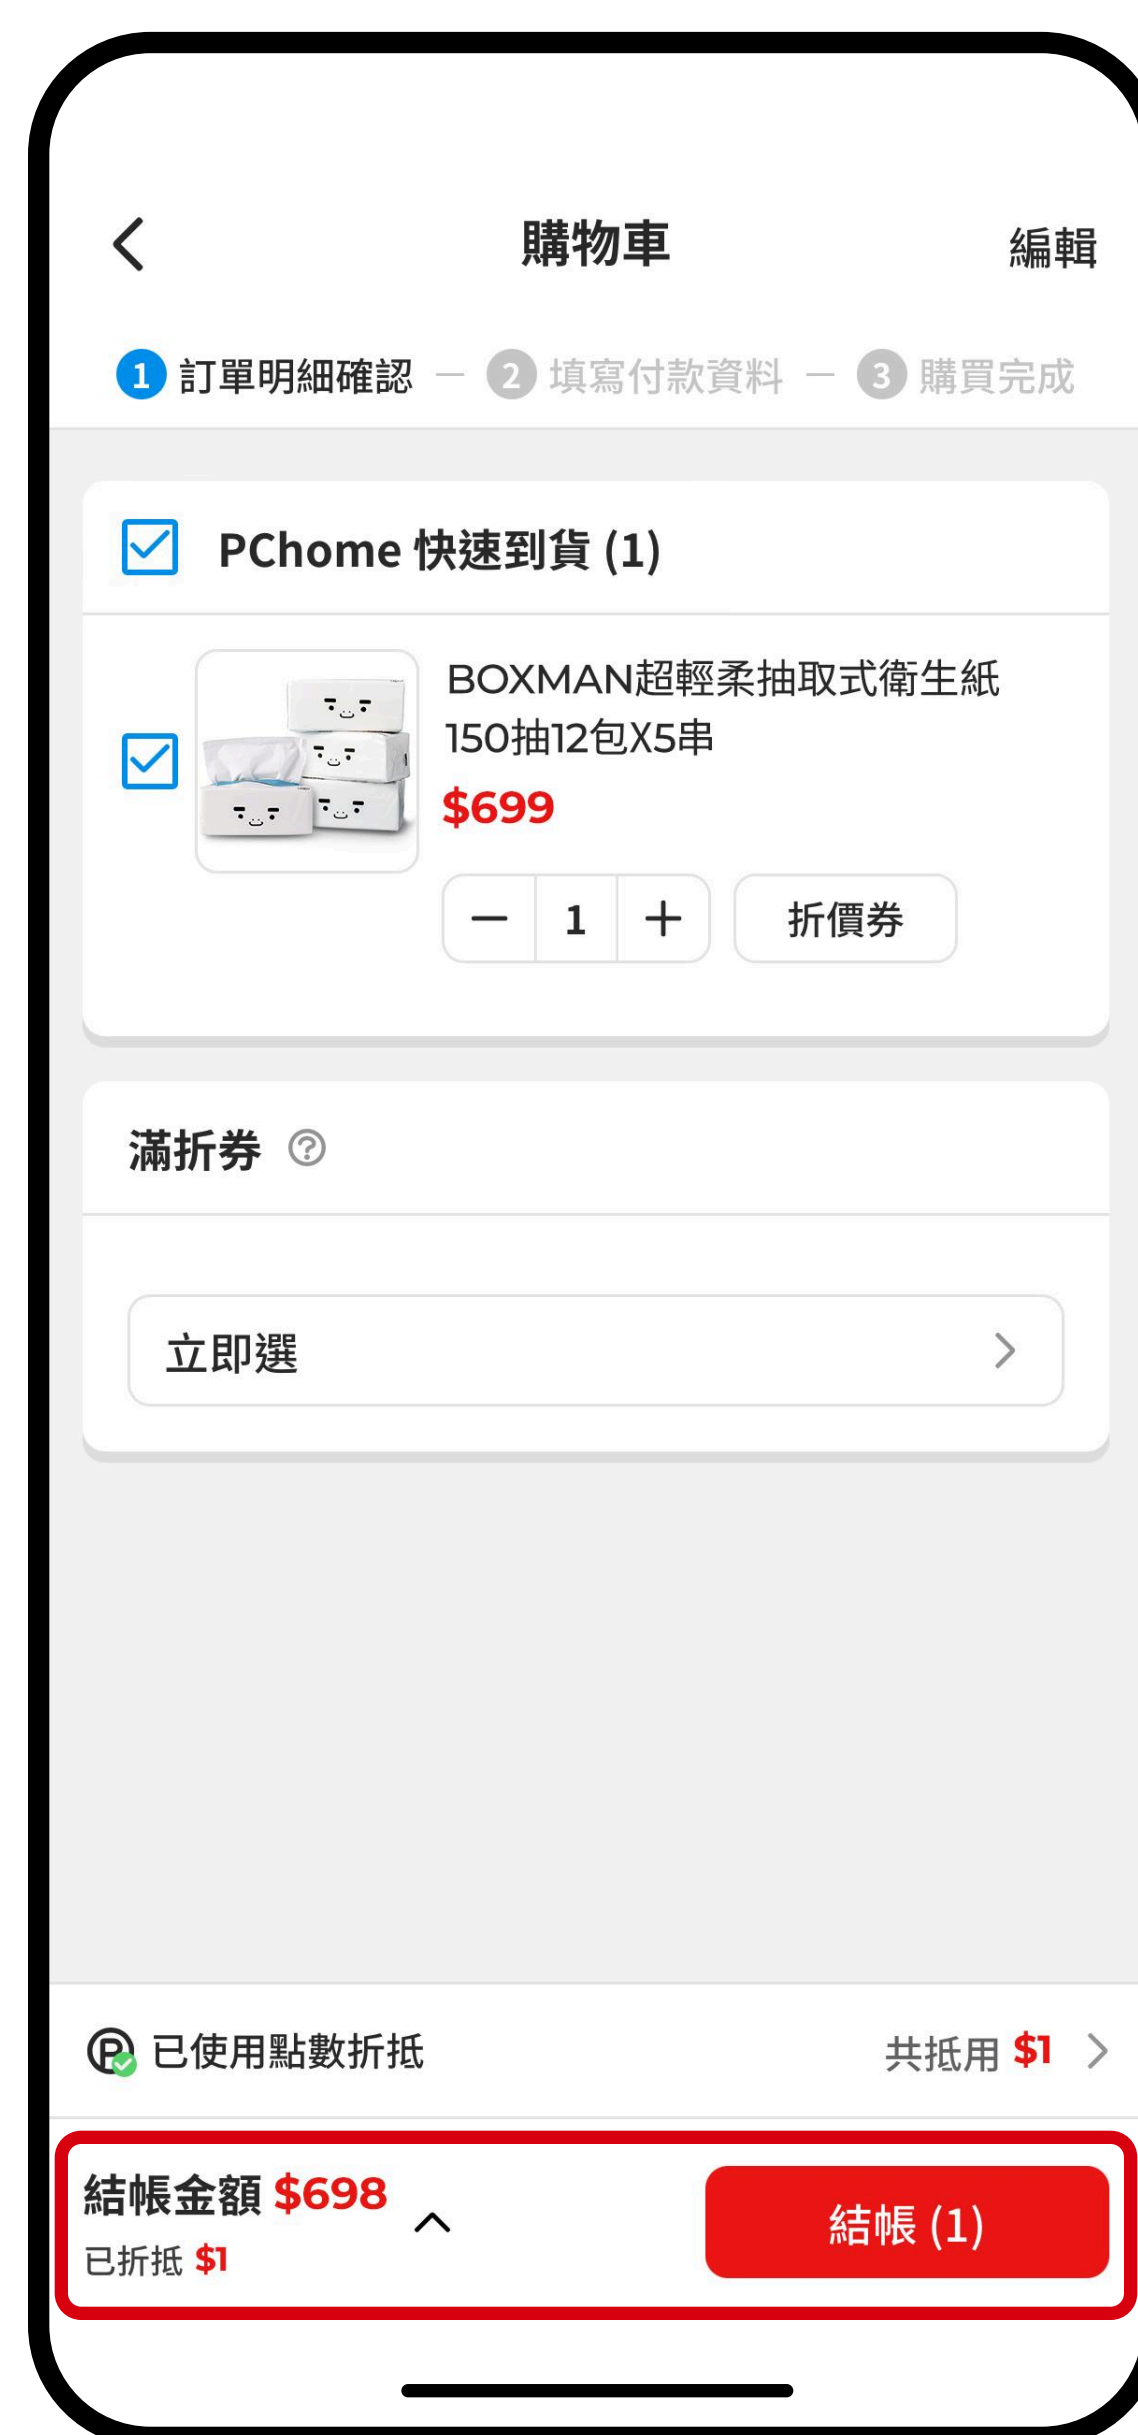 購物車
編輯
1 訂單明細確認 — 2 填寫付款資料 — 3 購買完成
PChome 快速到貨 (1)
BOXMAN超輕柔抽取式衛生紙
150抽12包X5串
$699
— 1 + 折價券
滿折券 ?
立即選
P 已使用點數折抵 共抵用 $1
結帳金額 $698
已折抵 $1
結帳 (1)